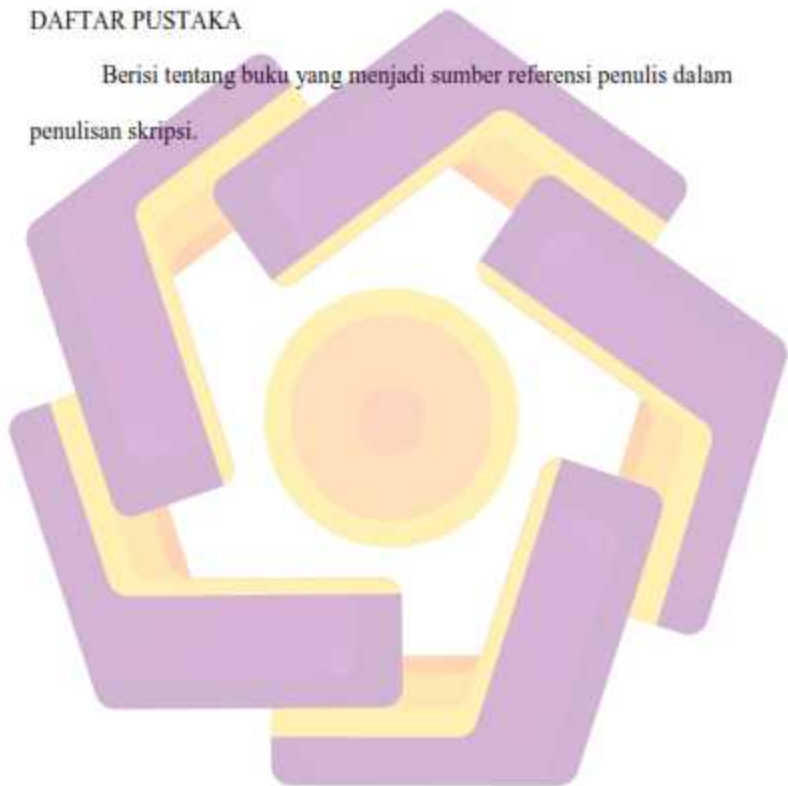 DAFTAR PUSTAKA
Berisi tentang buku yang menjadi sumber referensi penulis dalam
penulisan skripsi.